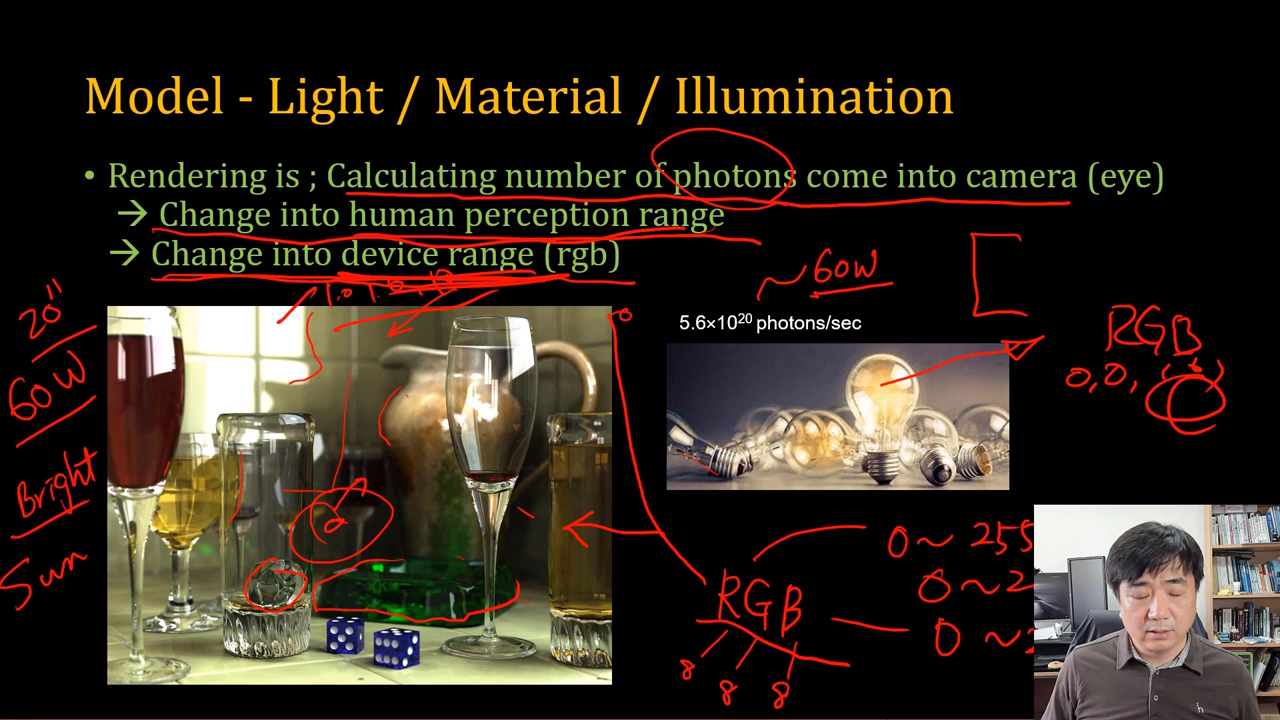 Model - Light / Material / Illumination
• Rendering is ; Calculating number of photons come into camera (eye)
→ Change into human perception range
→ Change into device range (rgb)
~ 60W
5.6×10²⁰ photons/sec
RGB
0, 0,
20"
60W
Bright
Sun
RGB
8 8 8
0 ~ 255
0 ~ 2
0 ~